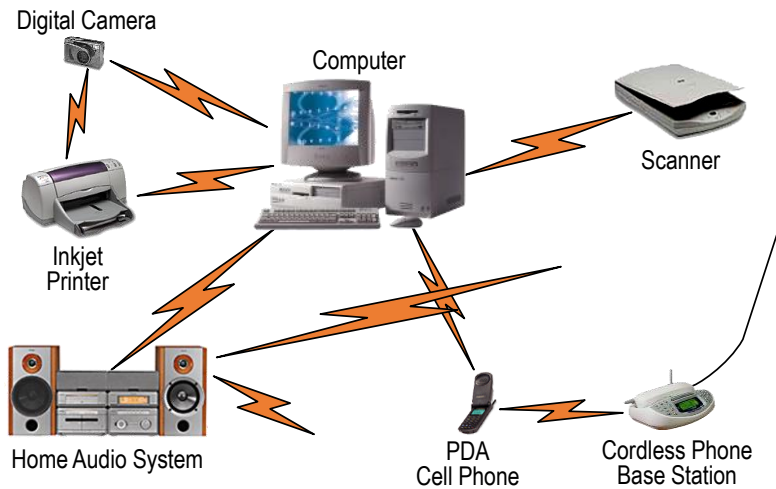 Digital Camera
Computer
Scanner
Inkjet
Printer
Home Audio System
PDA
Cell Phone
Cordless Phone
Base Station